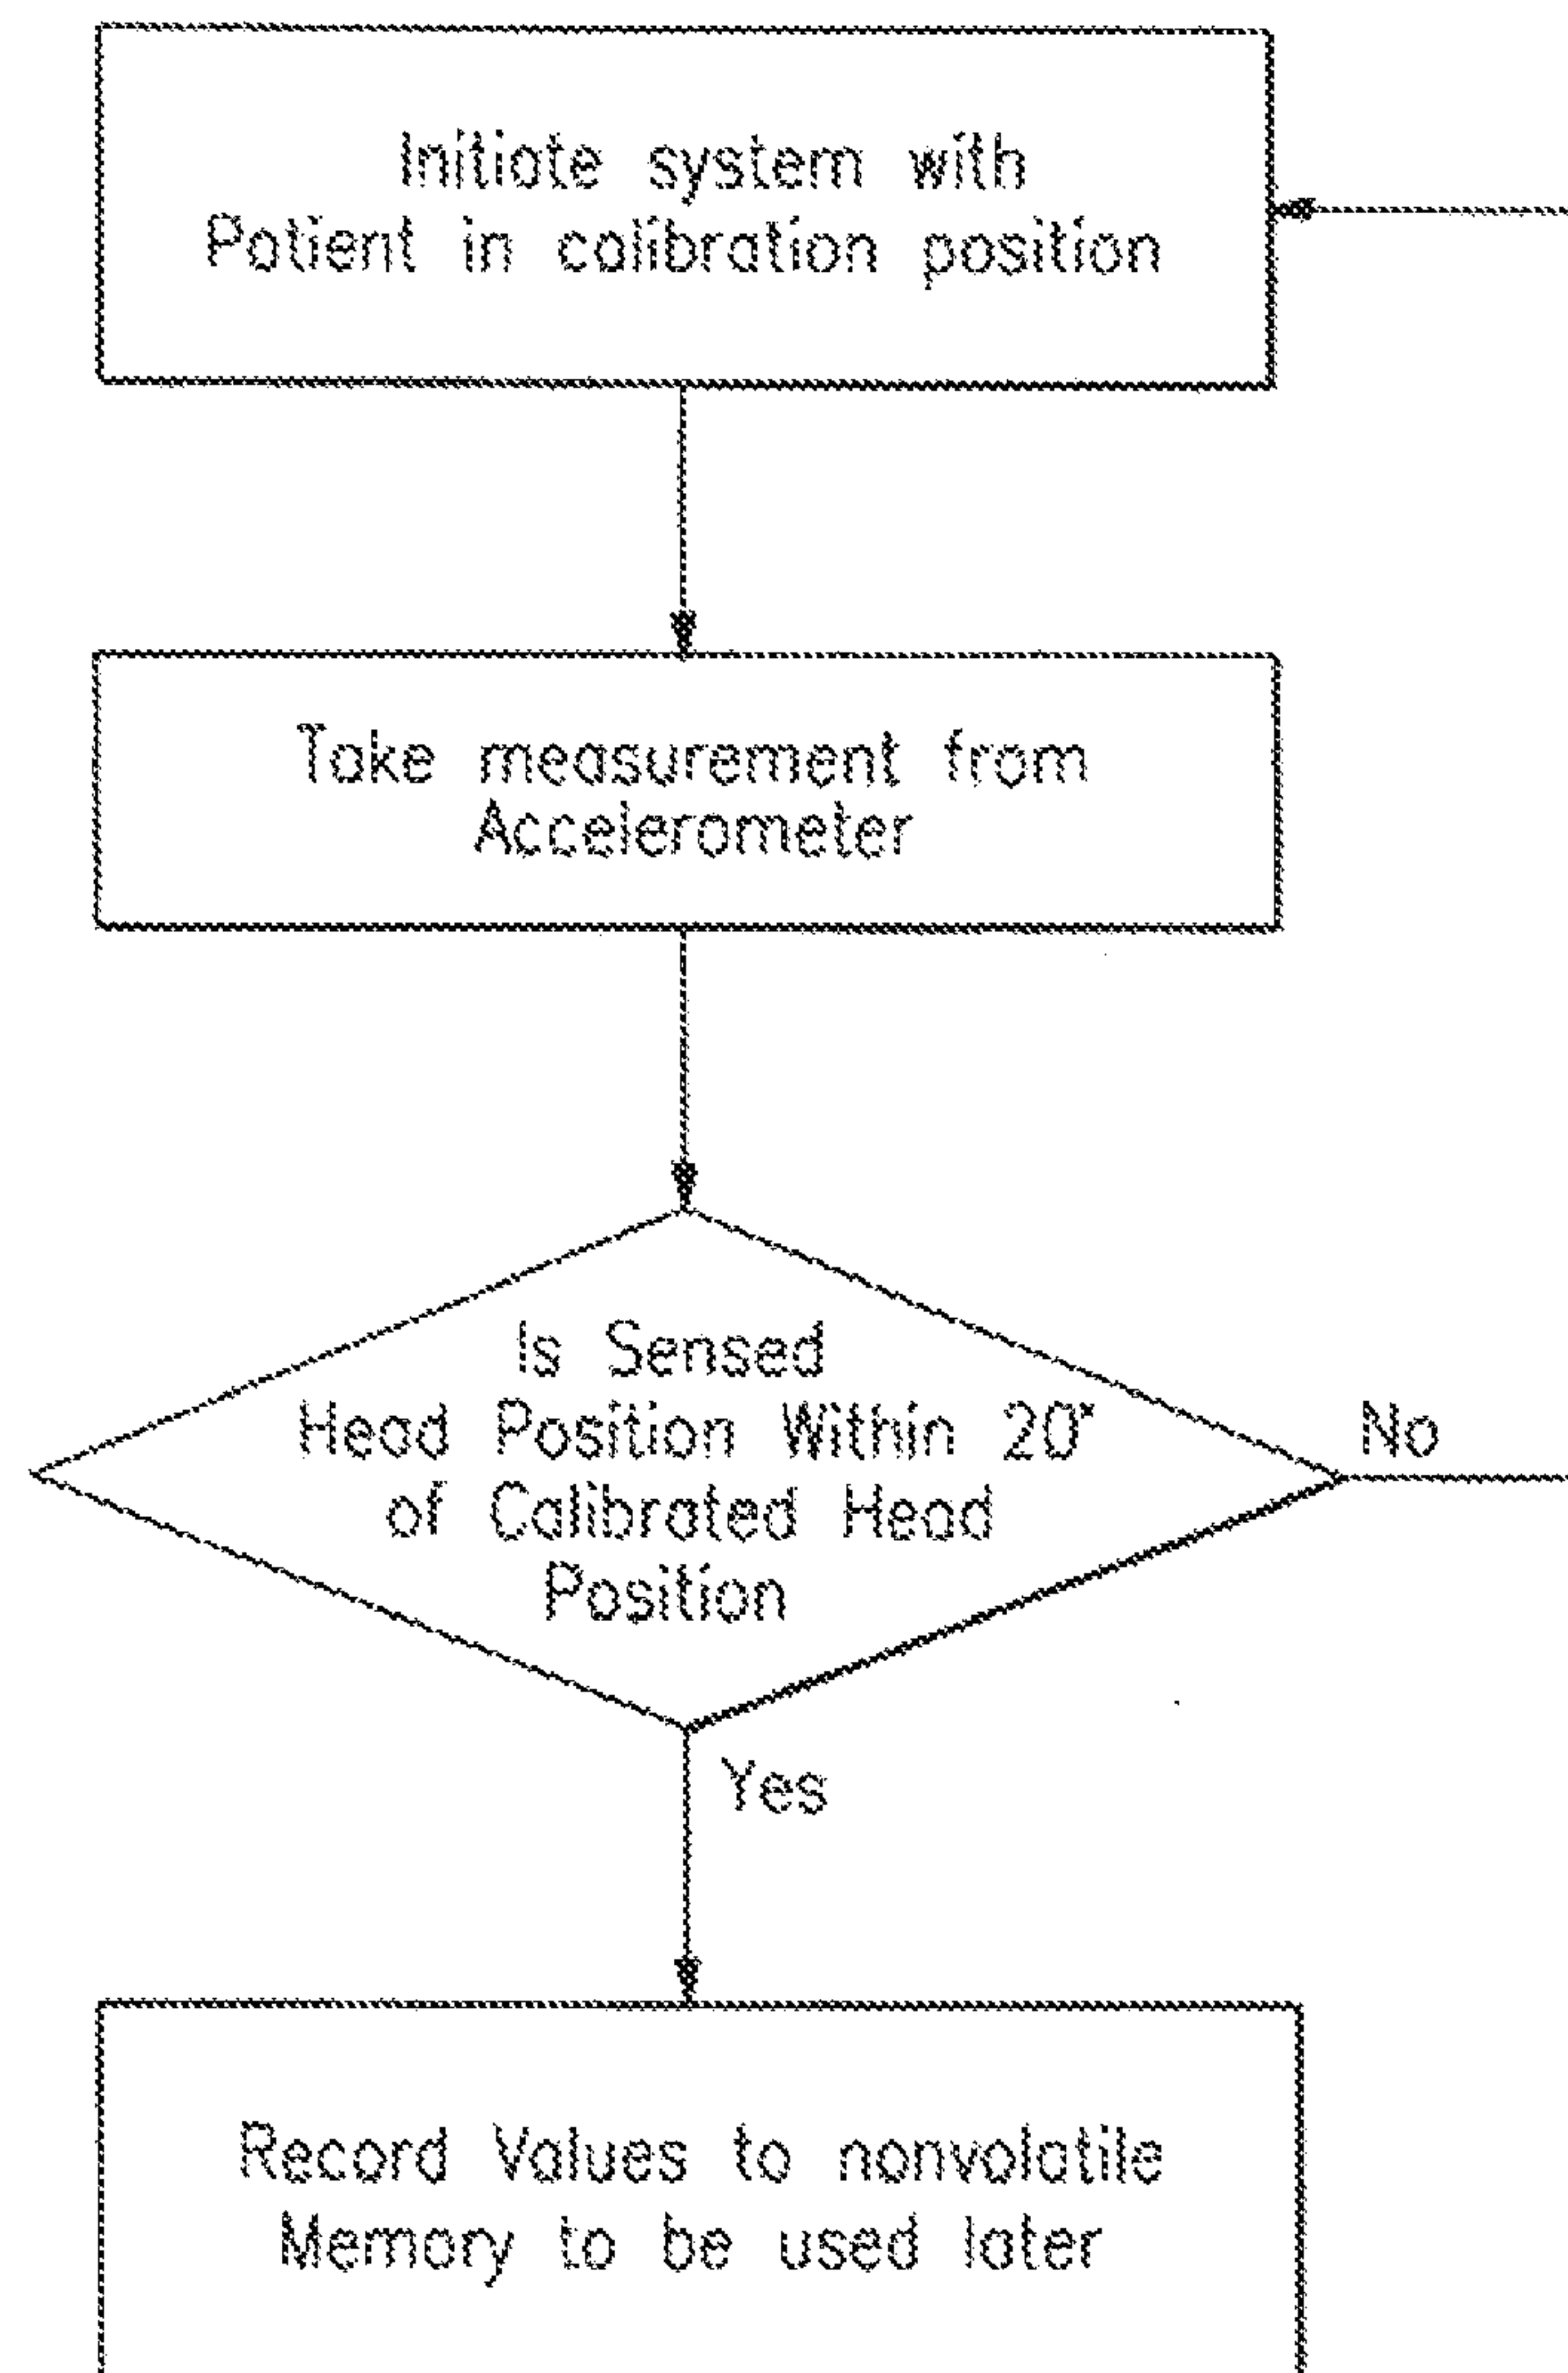 Initiate system with
Patient in calibration position
Take measurement from
Accelerometer
Is Sensed
Head Position Within 20°
of Calibrated Head
Position
No
Yes
Record Values to nonvolatile
Memory to be used later